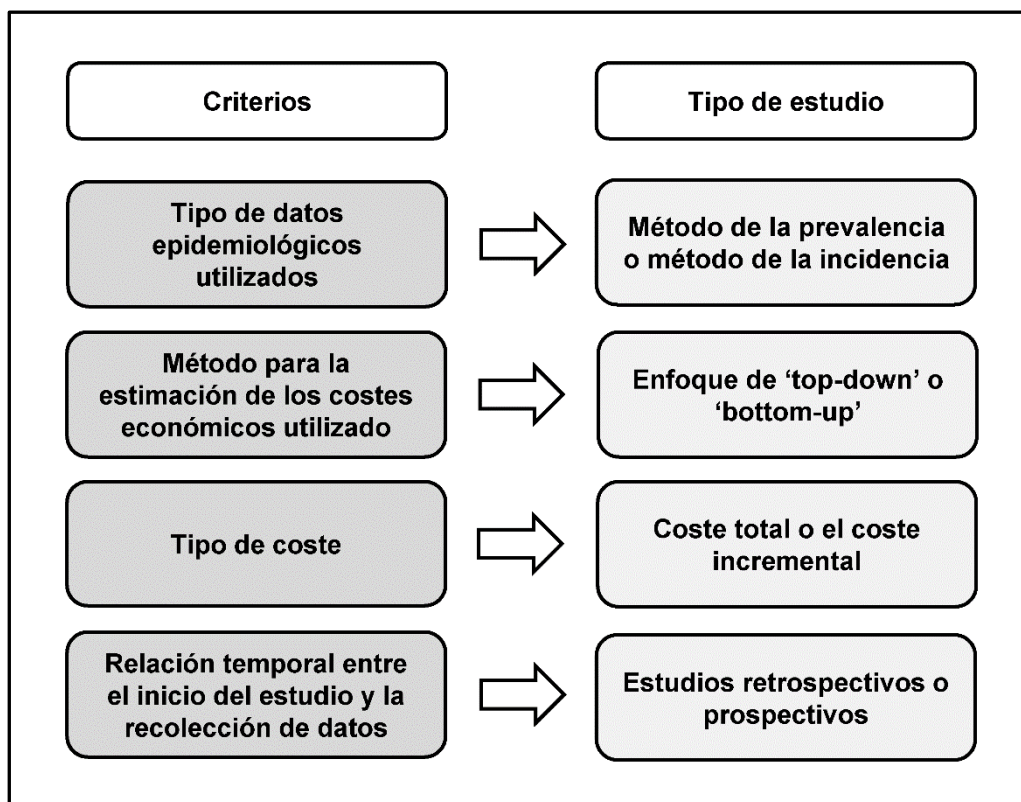 Criterios
Tipo de estudio
Tipo de datos
epidemiológicos
utilizados
Método de la prevalencia
o método de la incidencia
Método para la
estimación de los costes
económicos utilizado
Enfoque de ‘top-down’ o
‘bottom-up’
Tipo de coste
Coste total o el coste
incremental
Relación temporal entre
el inicio del estudio y la
recolección de datos
Estudios retrospectivos o
prospectivos